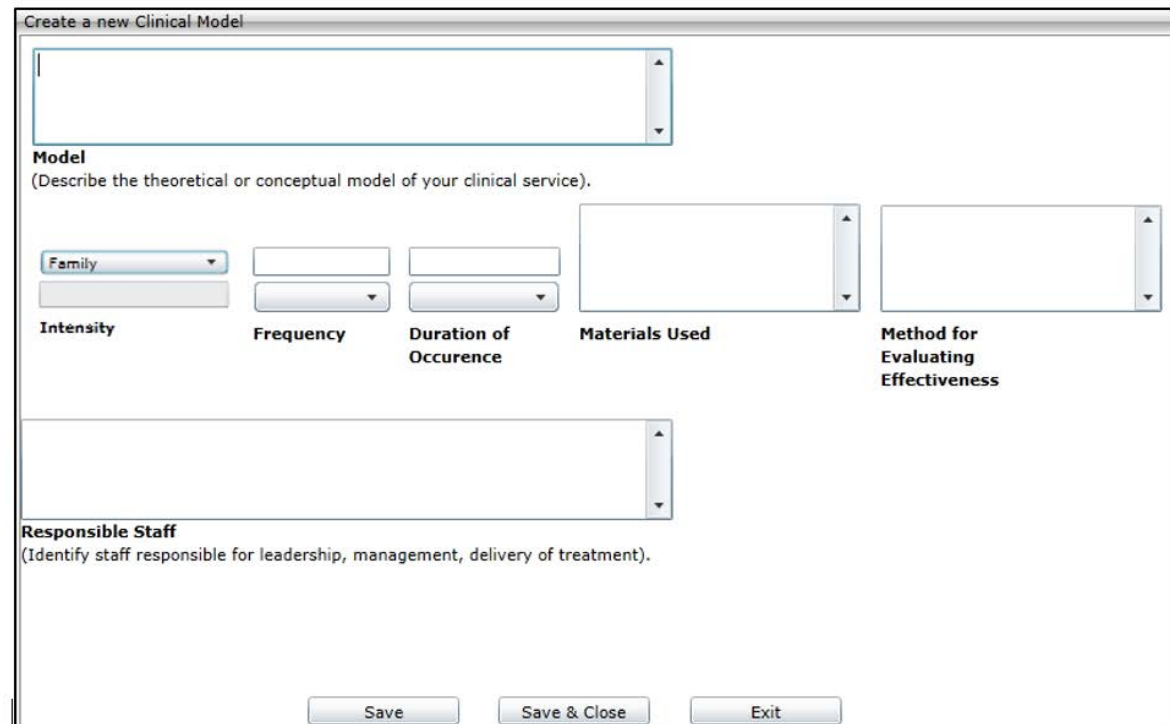 Create a new Clinical Model
Model
(Describe the theoretical or conceptual model of your clinical service).
Family
Intensity
Frequency
Duration of
Occurence
Materials Used
Method for
Evaluating
Effectiveness
Responsible Staff
(Identify staff responsible for leadership, management, delivery of treatment).
Save
Save & Close
Exit